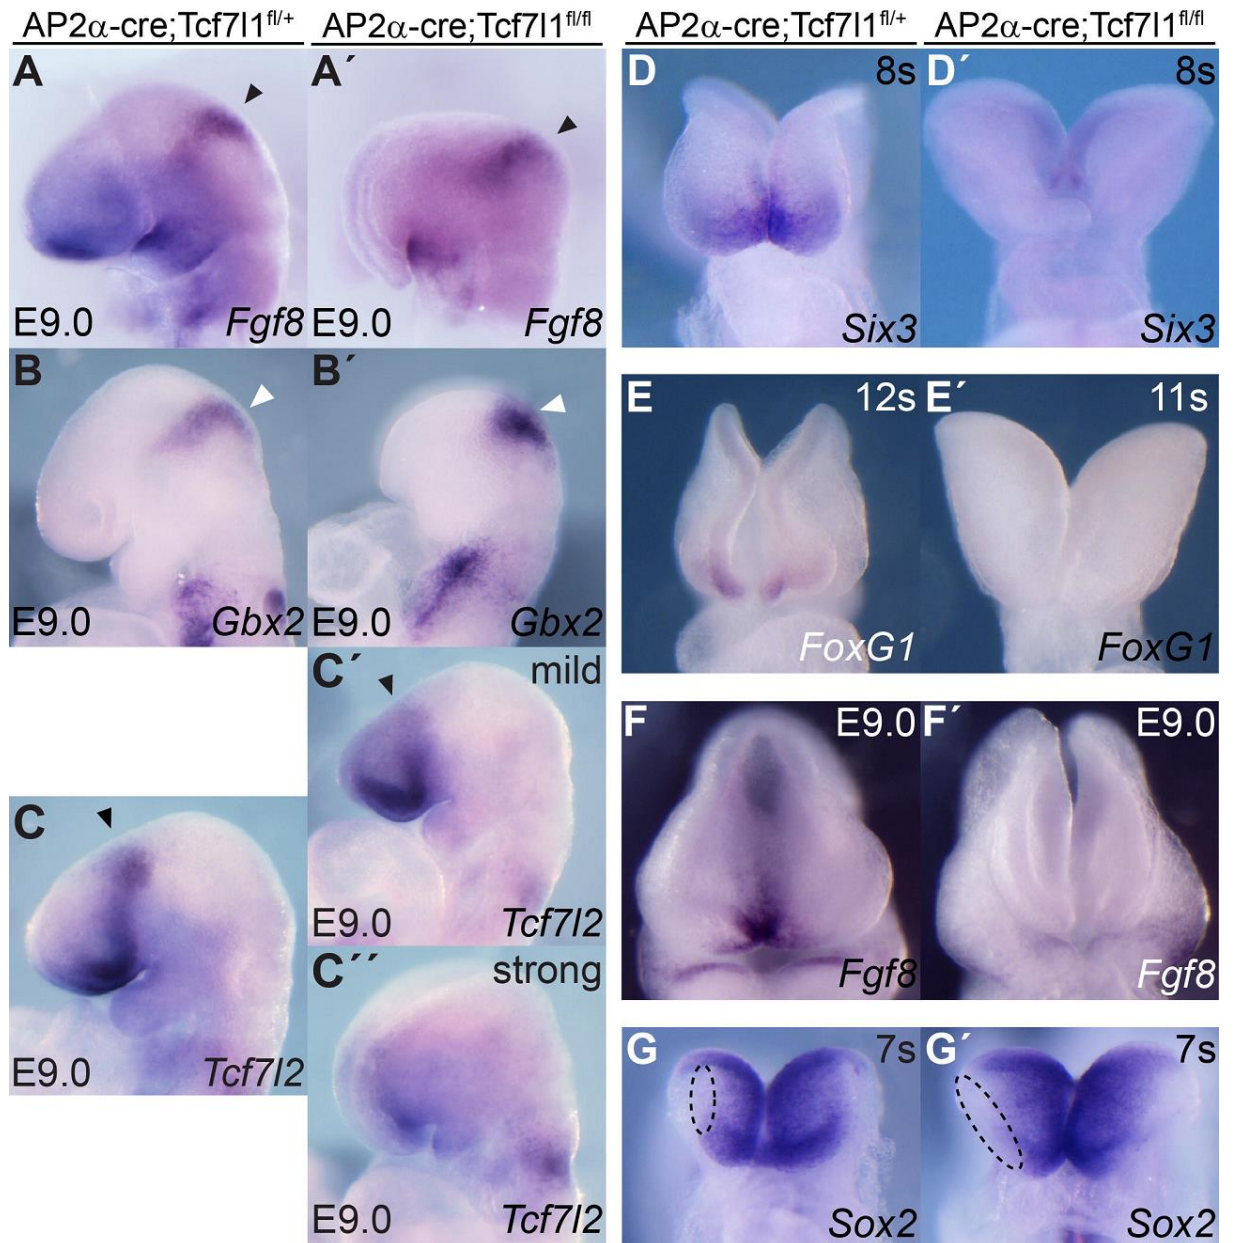 AP2α-cre;Tcf7l1fl/+ AP2α-cre;Tcf7l1fl/fl
A A´
E9.0 Fgf8 E9.0 Fgf8
B B´
E9.0 Gbx2 E9.0 Gbx2
C´ mild
E9.0 Tcf7l2
C
E9.0 Tcf7l2
C´´ strong
E9.0 Tcf7l2
AP2α-cre;Tcf7l1fl/+ AP2α-cre;Tcf7l1fl/fl
D 8s D´ 8s
Six3 Six3
E 12s E´ 11s
FoxG1 FoxG1
F E9.0 F´ E9.0
Fgf8 Fgf8
G 7s G´ 7s
Sox2 Sox2